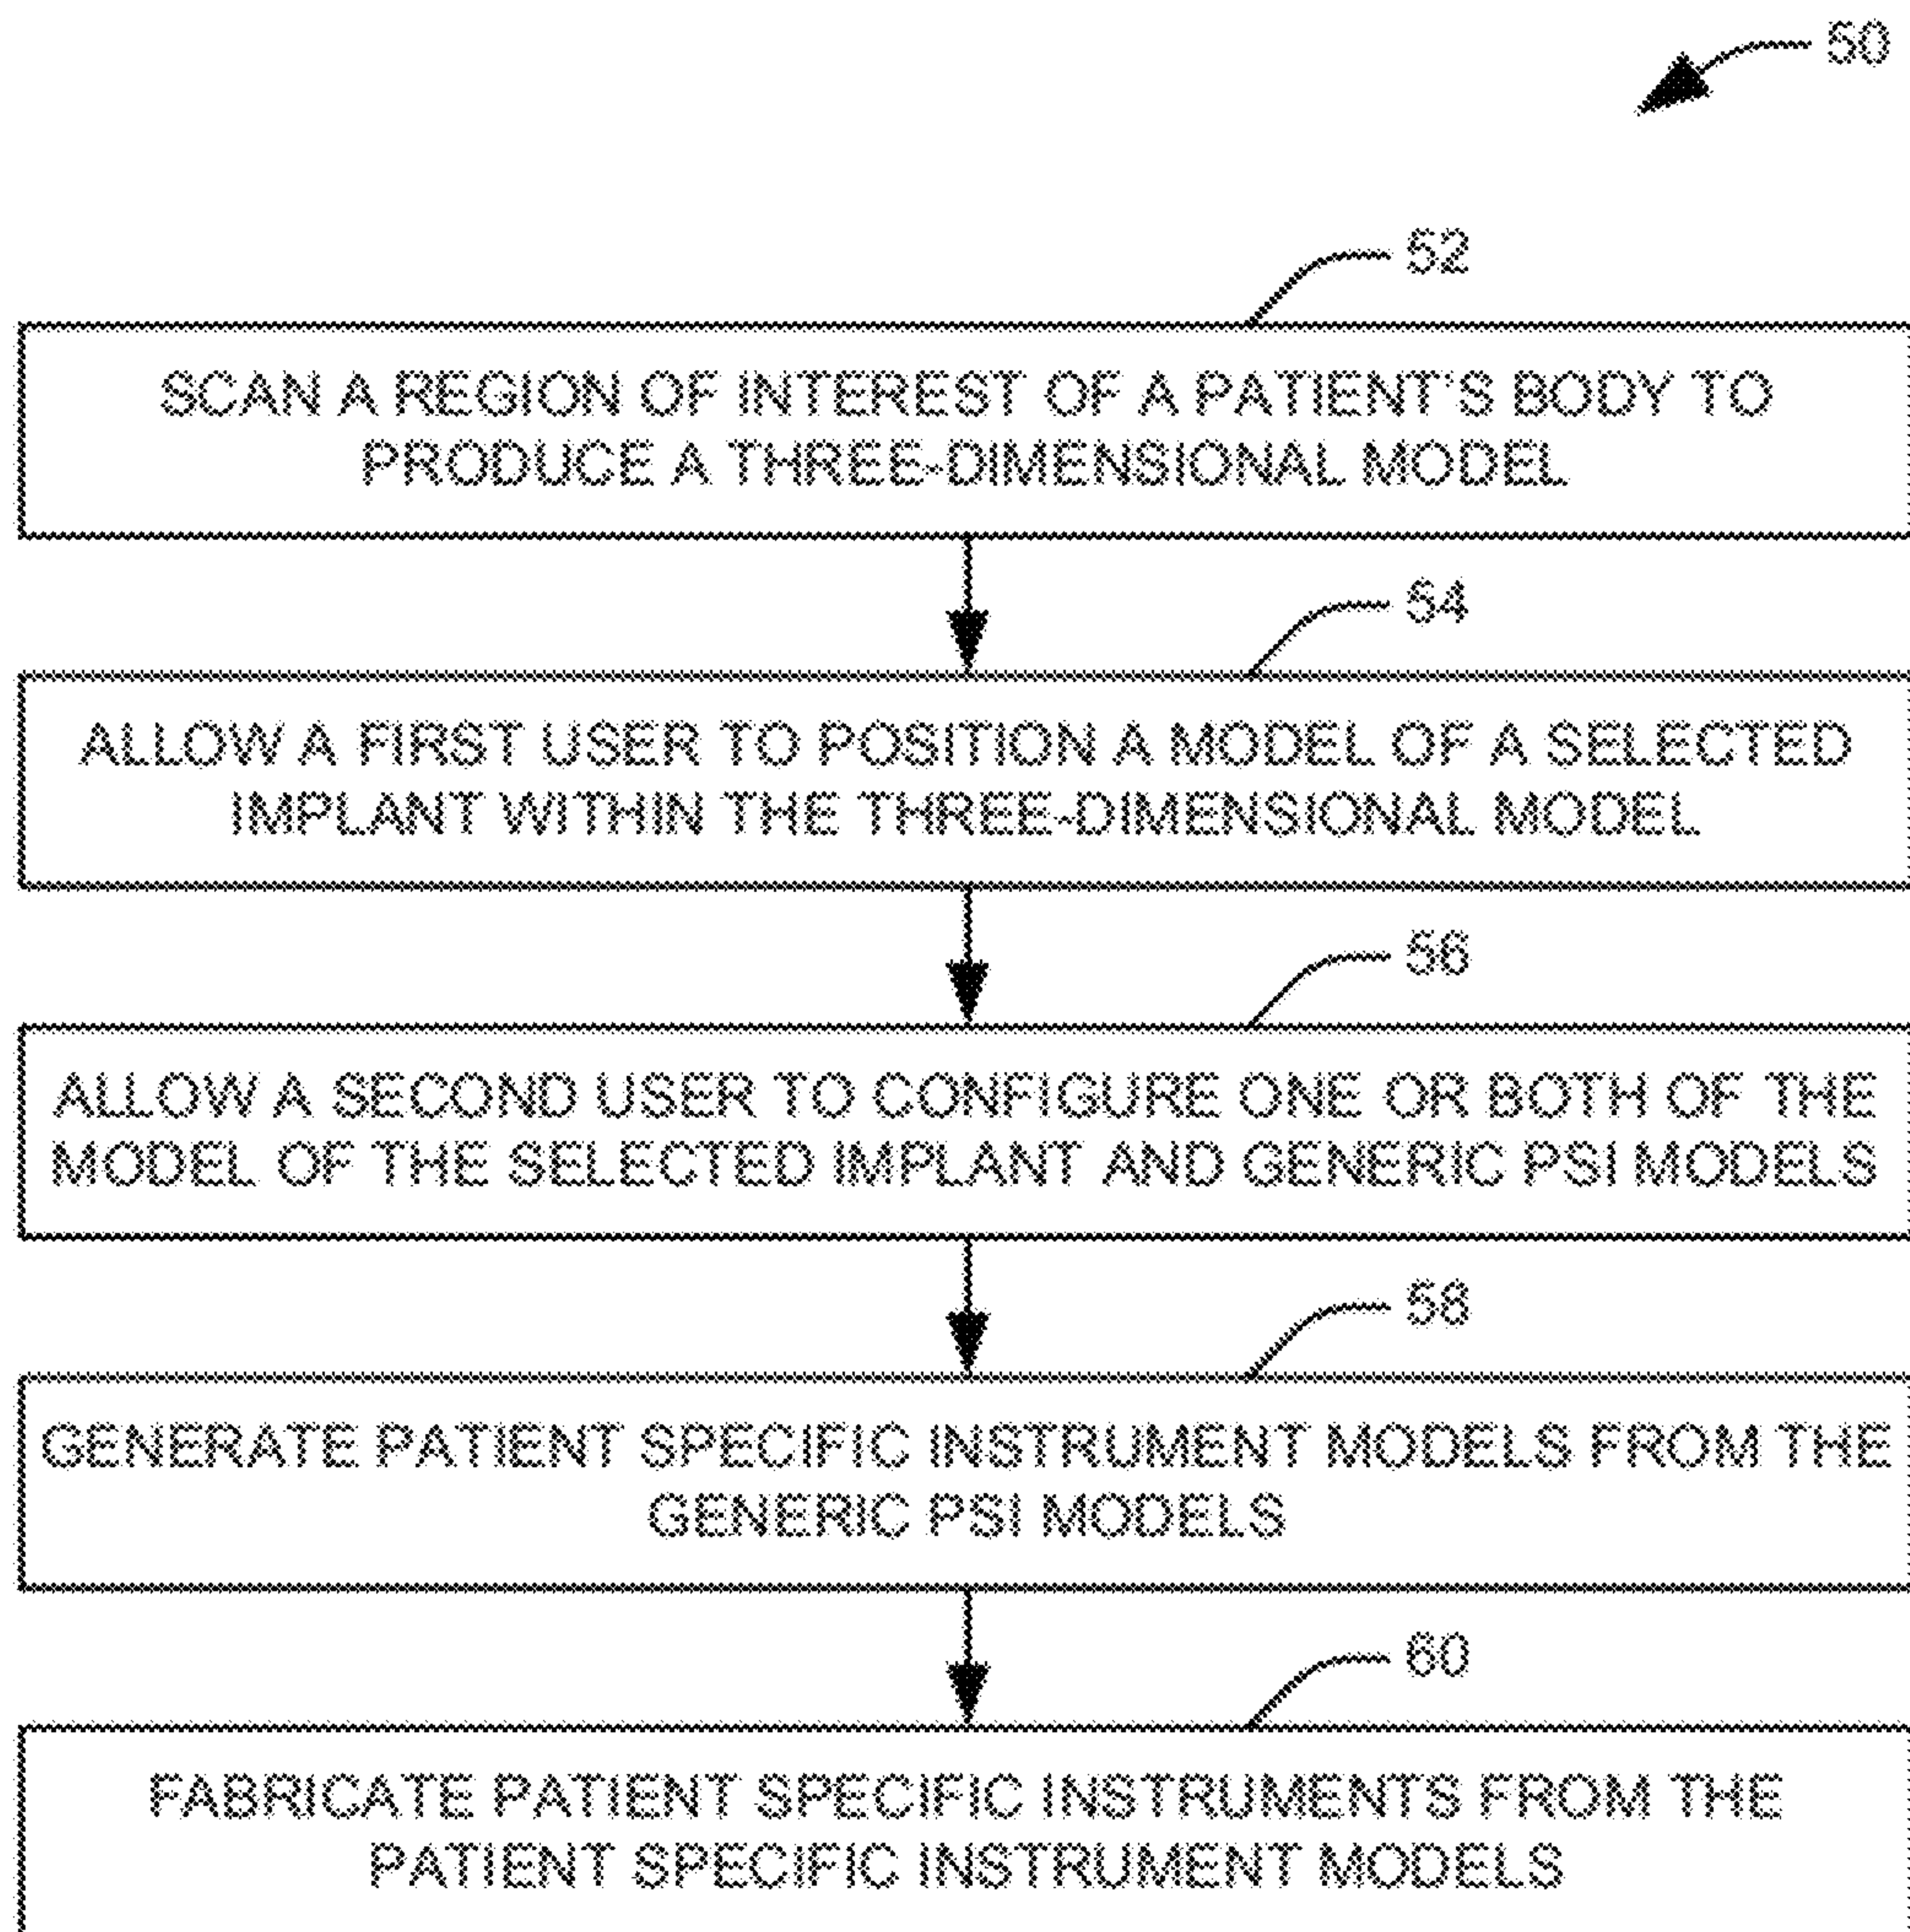 50
52
SCAN A REGION OF INTEREST OF A PATIENT'S BODY TO
PRODUCE A THREE-DIMENSIONAL MODEL
54
ALLOW A FIRST USER TO POSITION A MODEL OF A SELECTED
IMPLANT WITHIN THE THREE-DIMENSIONAL MODEL
56
ALLOW A SECOND USER TO CONFIGURE ONE OR BOTH OF THE
MODEL OF THE SELECTED IMPLANT AND GENERIC PSI MODELS
58
GENERATE PATIENT SPECIFIC INSTRUMENT MODELS FROM THE
GENERIC PSI MODELS
60
FABRICATE PATIENT SPECIFIC INSTRUMENTS FROM THE
PATIENT SPECIFIC INSTRUMENT MODELS